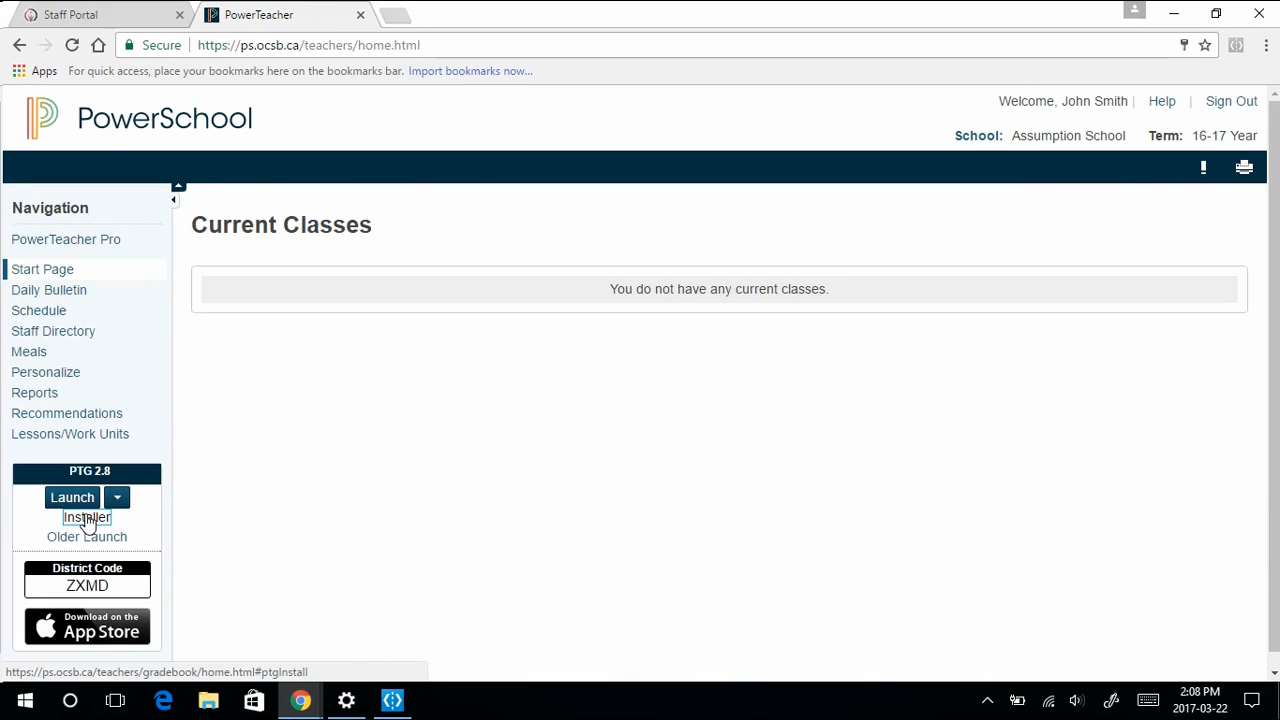 Staff Portal
PowerTeacher
Secure
https://ps.ocsb.ca/teachers/home.html
Apps
For quick access, place your bookmarks here on the bookmarks bar. Import bookmarks now...
PowerSchool
Welcome, John Smith | Help | Sign Out
School: Assumption School Term: 16-17 Year
Navigation
PowerTeacher Pro
Start Page
Daily Bulletin
Schedule
Staff Directory
Meals
Personalize
Reports
Recommendations
Lessons/Work Units
Current Classes
You do not have any current classes.
PTG 2.8
Launch
Installer
Older Launch
District Code
ZXMD
Download on the
App Store
https://ps.ocsb.ca/teachers/gradebook/home.html#ptgInstall
2:08 PM
2017-03-22